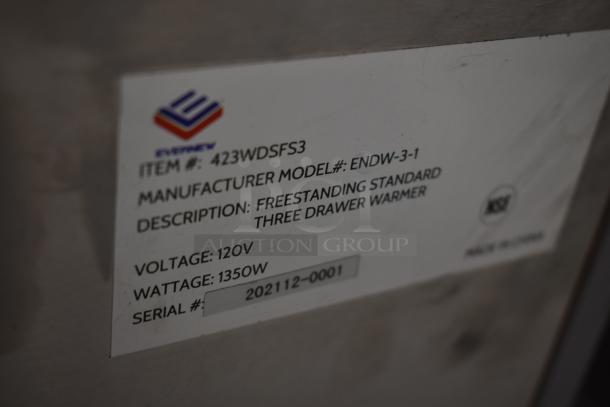 EVERNEW
ITEM #: 423WDSFS3
MANUFACTURER MODEL#: ENDW-3-1
DESCRIPTION: FREESTANDING STANDARD
THREE DRAWER WARMER
NSF
PCI
AUCTION GROUP
VOLTAGE: 120V
WATTAGE: 1350W
MADE IN CHINA
SERIAL #: 202112-0001